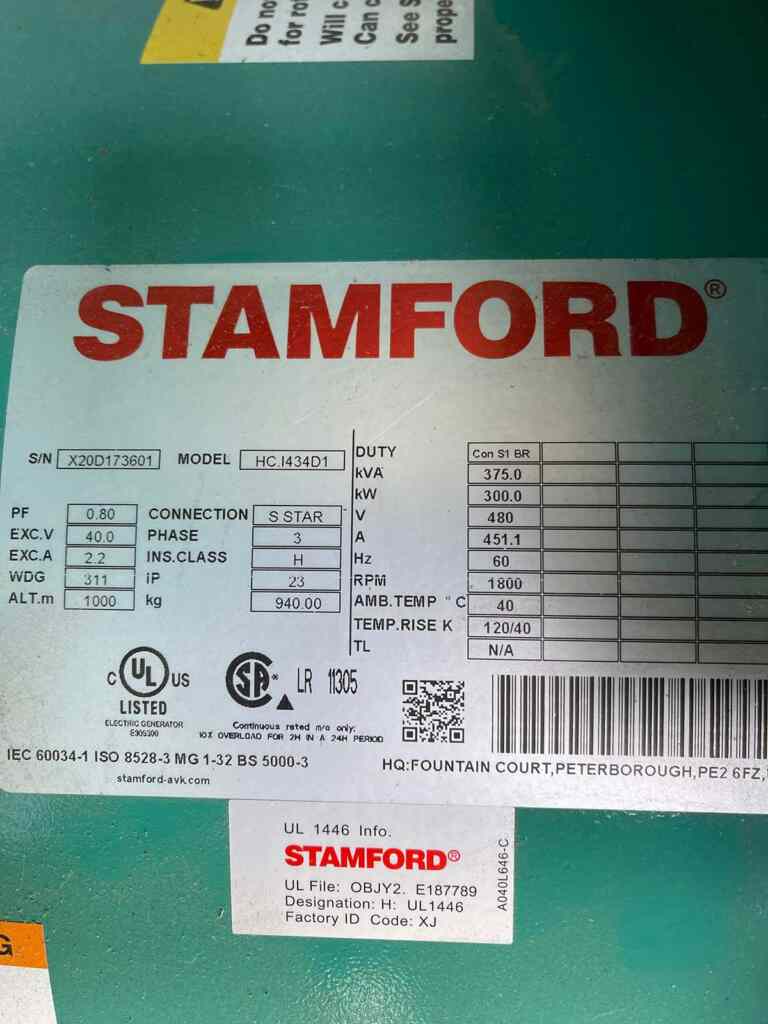 Do no
for ro
Will c
Can c
See S
prope
STAMFORD®
S/N X20D173601 MODEL HC.I434D1
PF 0.80 CONNECTION S STAR
EXC.V 40.0 PHASE 3
EXC.A 2.2 INS.CLASS H
WDG 311 iP 23
ALT.m 1000 kg 940.00
DUTY Con S1 BR
kVA 375.0
kW 300.0
V 480
A 451.1
Hz 60
RPM 1800
AMB.TEMP °C 40
TEMP.RISE K 120/40
TL N/A
C UL US
LISTED
ELECTRIC GENERATOR
E305300
SA LR 11305
Continuous rated m/c only:
10% OVERLOAD FOR 2H IN A 24H PERIOD
IEC 60034-1 ISO 8528-3 MG 1-32 BS 5000-3
stamford-avk.com
HQ:FOUNTAIN COURT,PETERBOROUGH,PE2 6FZ,
UL 1446 Info.
STAMFORD®
UL File: OBJY2. E187789
Designation: H: UL1446
Factory ID Code: XJ
A040L646-C
G